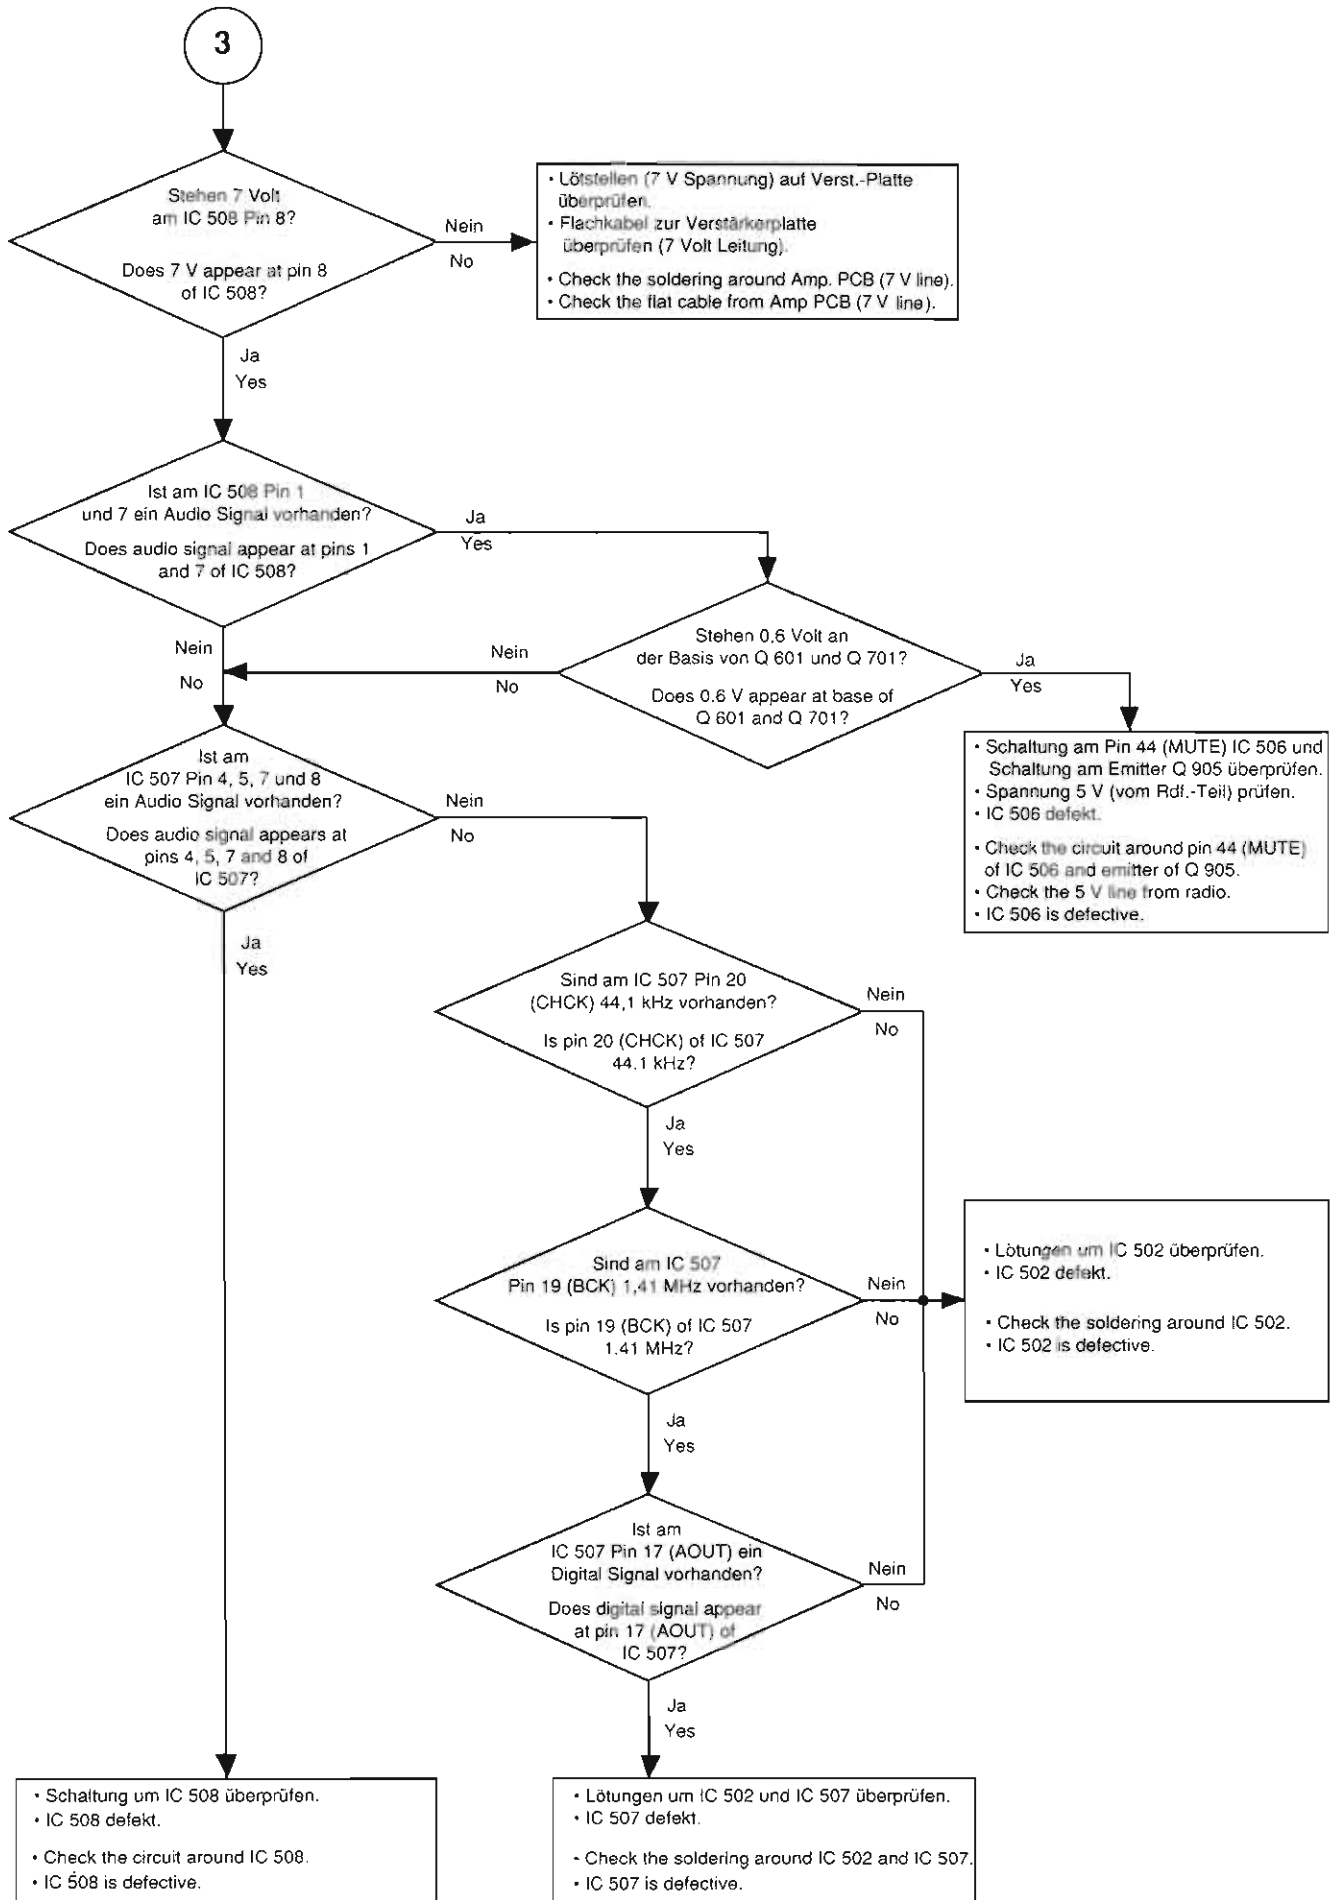 3
Stehen 7 Volt
am IC 508 Pin 8?
Does 7 V appear at pin 8
of IC 508?
Nein
No
• Lötstellen (7 V Spannung) auf Verst.-Platte
überprüfen.
• Flachkabel zur Verstärkerplatte
überprüfen (7 Volt Leitung).
• Check the soldering around Amp. PCB (7 V line).
• Check the flat cable from Amp PCB (7 V line).
Ja
Yes
Ist am IC 508 Pin 1
und 7 ein Audio Signal vorhanden?
Does audio signal appear at pins 1
and 7 of IC 508?
Ja
Yes
Nein
No
Stehen 0,6 Volt an
der Basis von Q 601 und Q 701?
Does 0.6 V appear at base of
Q 601 and Q 701?
Nein
No
Ja
Yes
• Schaltung am Pin 44 (MUTE) IC 506 und
Schaltung am Emitter Q 905 überprüfen.
• Spannung 5 V (vom Rdf.-Teil) prüfen.
• IC 506 defekt.
• Check the circuit around pin 44 (MUTE)
of IC 506 and emitter of Q 905.
• Check the 5 V line from radio.
• IC 506 is defective.
Ist am
IC 507 Pin 4, 5, 7 und 8
ein Audio Signal vorhanden?
Does audio signal appears at
pins 4, 5, 7 and 8 of
IC 507?
Nein
No
Ja
Yes
Sind am IC 507 Pin 20
(CHCK) 44,1 kHz vorhanden?
Is pin 20 (CHCK) of IC 507
44.1 kHz?
Nein
No
Ja
Yes
Sind am IC 507
Pin 19 (BCK) 1,41 MHz vorhanden?
Is pin 19 (BCK) of IC 507
1.41 MHz?
Nein
No
• Lötungen um IC 502 überprüfen.
• IC 502 defekt.
• Check the soldering around IC 502.
• IC 502 is defective.
Ja
Yes
Ist am
IC 507 Pin 17 (AOUT) ein
Digital Signal vorhanden?
Does digital signal appear
at pin 17 (AOUT) of
IC 507?
Nein
No
Ja
Yes
• Schaltung um IC 508 überprüfen.
• IC 508 defekt.
• Check the circuit around IC 508.
• IC 508 is defective.
• Lötungen um IC 502 und IC 507 überprüfen.
• IC 507 defekt.
• Check the soldering around IC 502 and IC 507.
• IC 507 is defective.